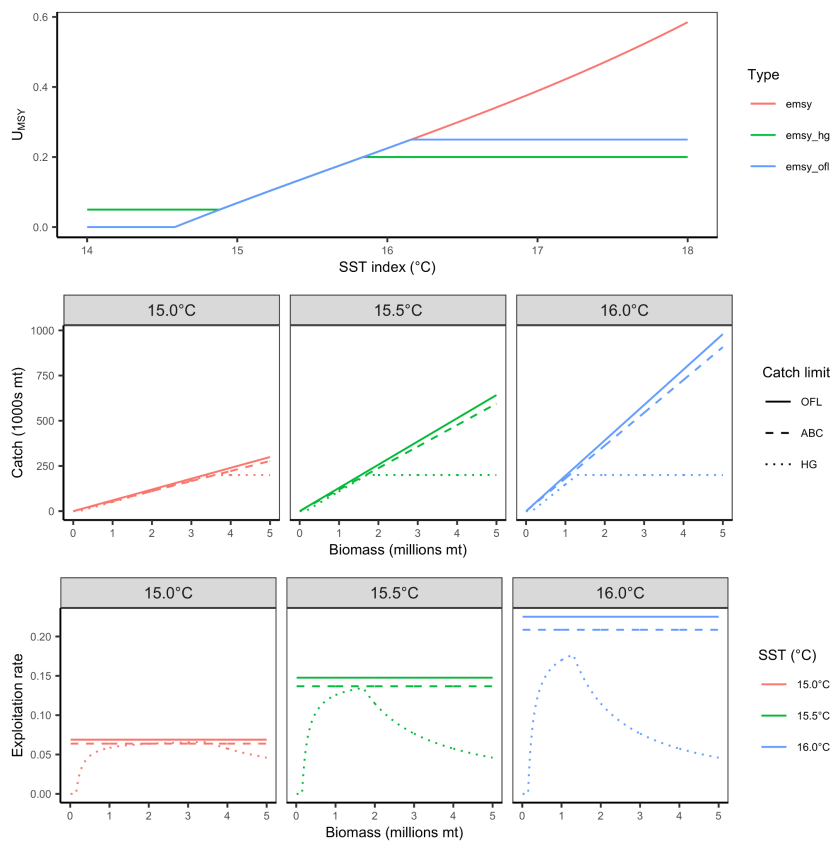 0.6
0.4
0.2
0.0
U_MSY
14 15 16 17 18
SST index (°C)
Type
emsy
emsy_hg
emsy_ofl
15.0°C 15.5°C 16.0°C
1000
750
500
250
0
Catch (1000s mt)
0 1 2 3 4 5 0 1 2 3 4 5 0 1 2 3 4 5
Biomass (millions mt)
Catch limit
OFL
ABC
HG
15.0°C 15.5°C 16.0°C
0.20
0.15
0.10
0.05
0.00
Exploitation rate
0 1 2 3 4 5 0 1 2 3 4 5 0 1 2 3 4 5
Biomass (millions mt)
SST (°C)
15.0°C
15.5°C
16.0°C